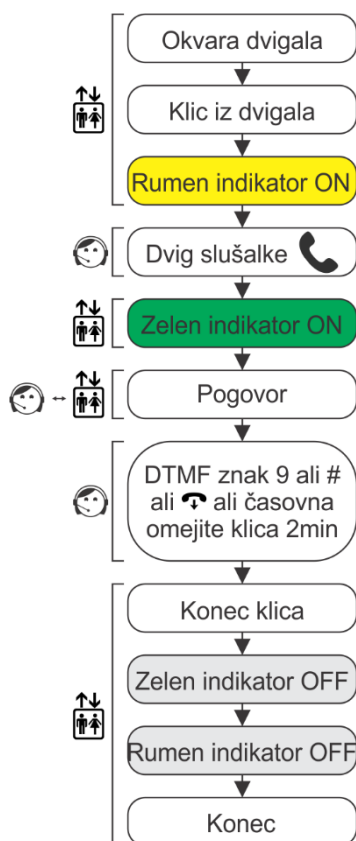 Okvara dvigala
Klic iz dvigala
Rumen indikator ON
Dvig slušalke
Zelen indikator ON
Pogovor
DTMF znak 9 ali #
ali ali časovna
omejite klica 2min
Konec klica
Zelen indikator OFF
Rumen indikator OFF
Konec